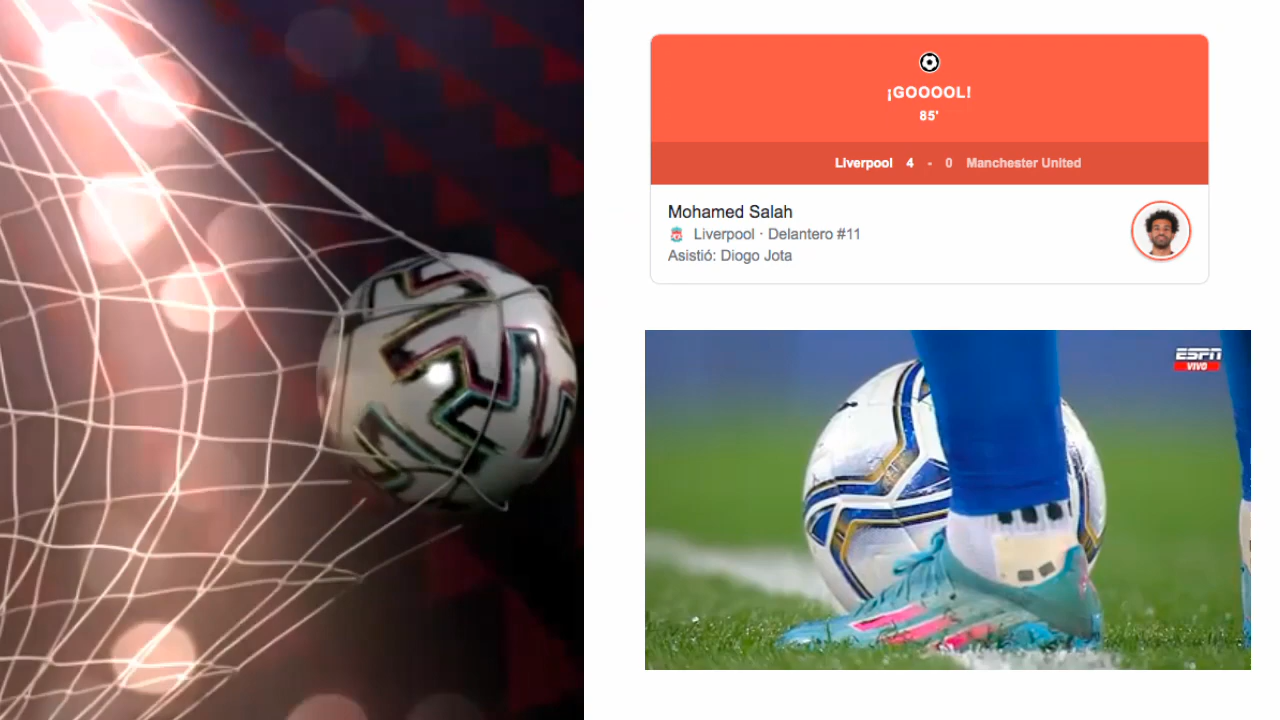 ¡GOOOOL!
85'
Liverpool 4 - 0 Manchester United
Mohamed Salah
Liverpool · Delantero #11
Asistió: Diogo Jota
ESPN
VIVO